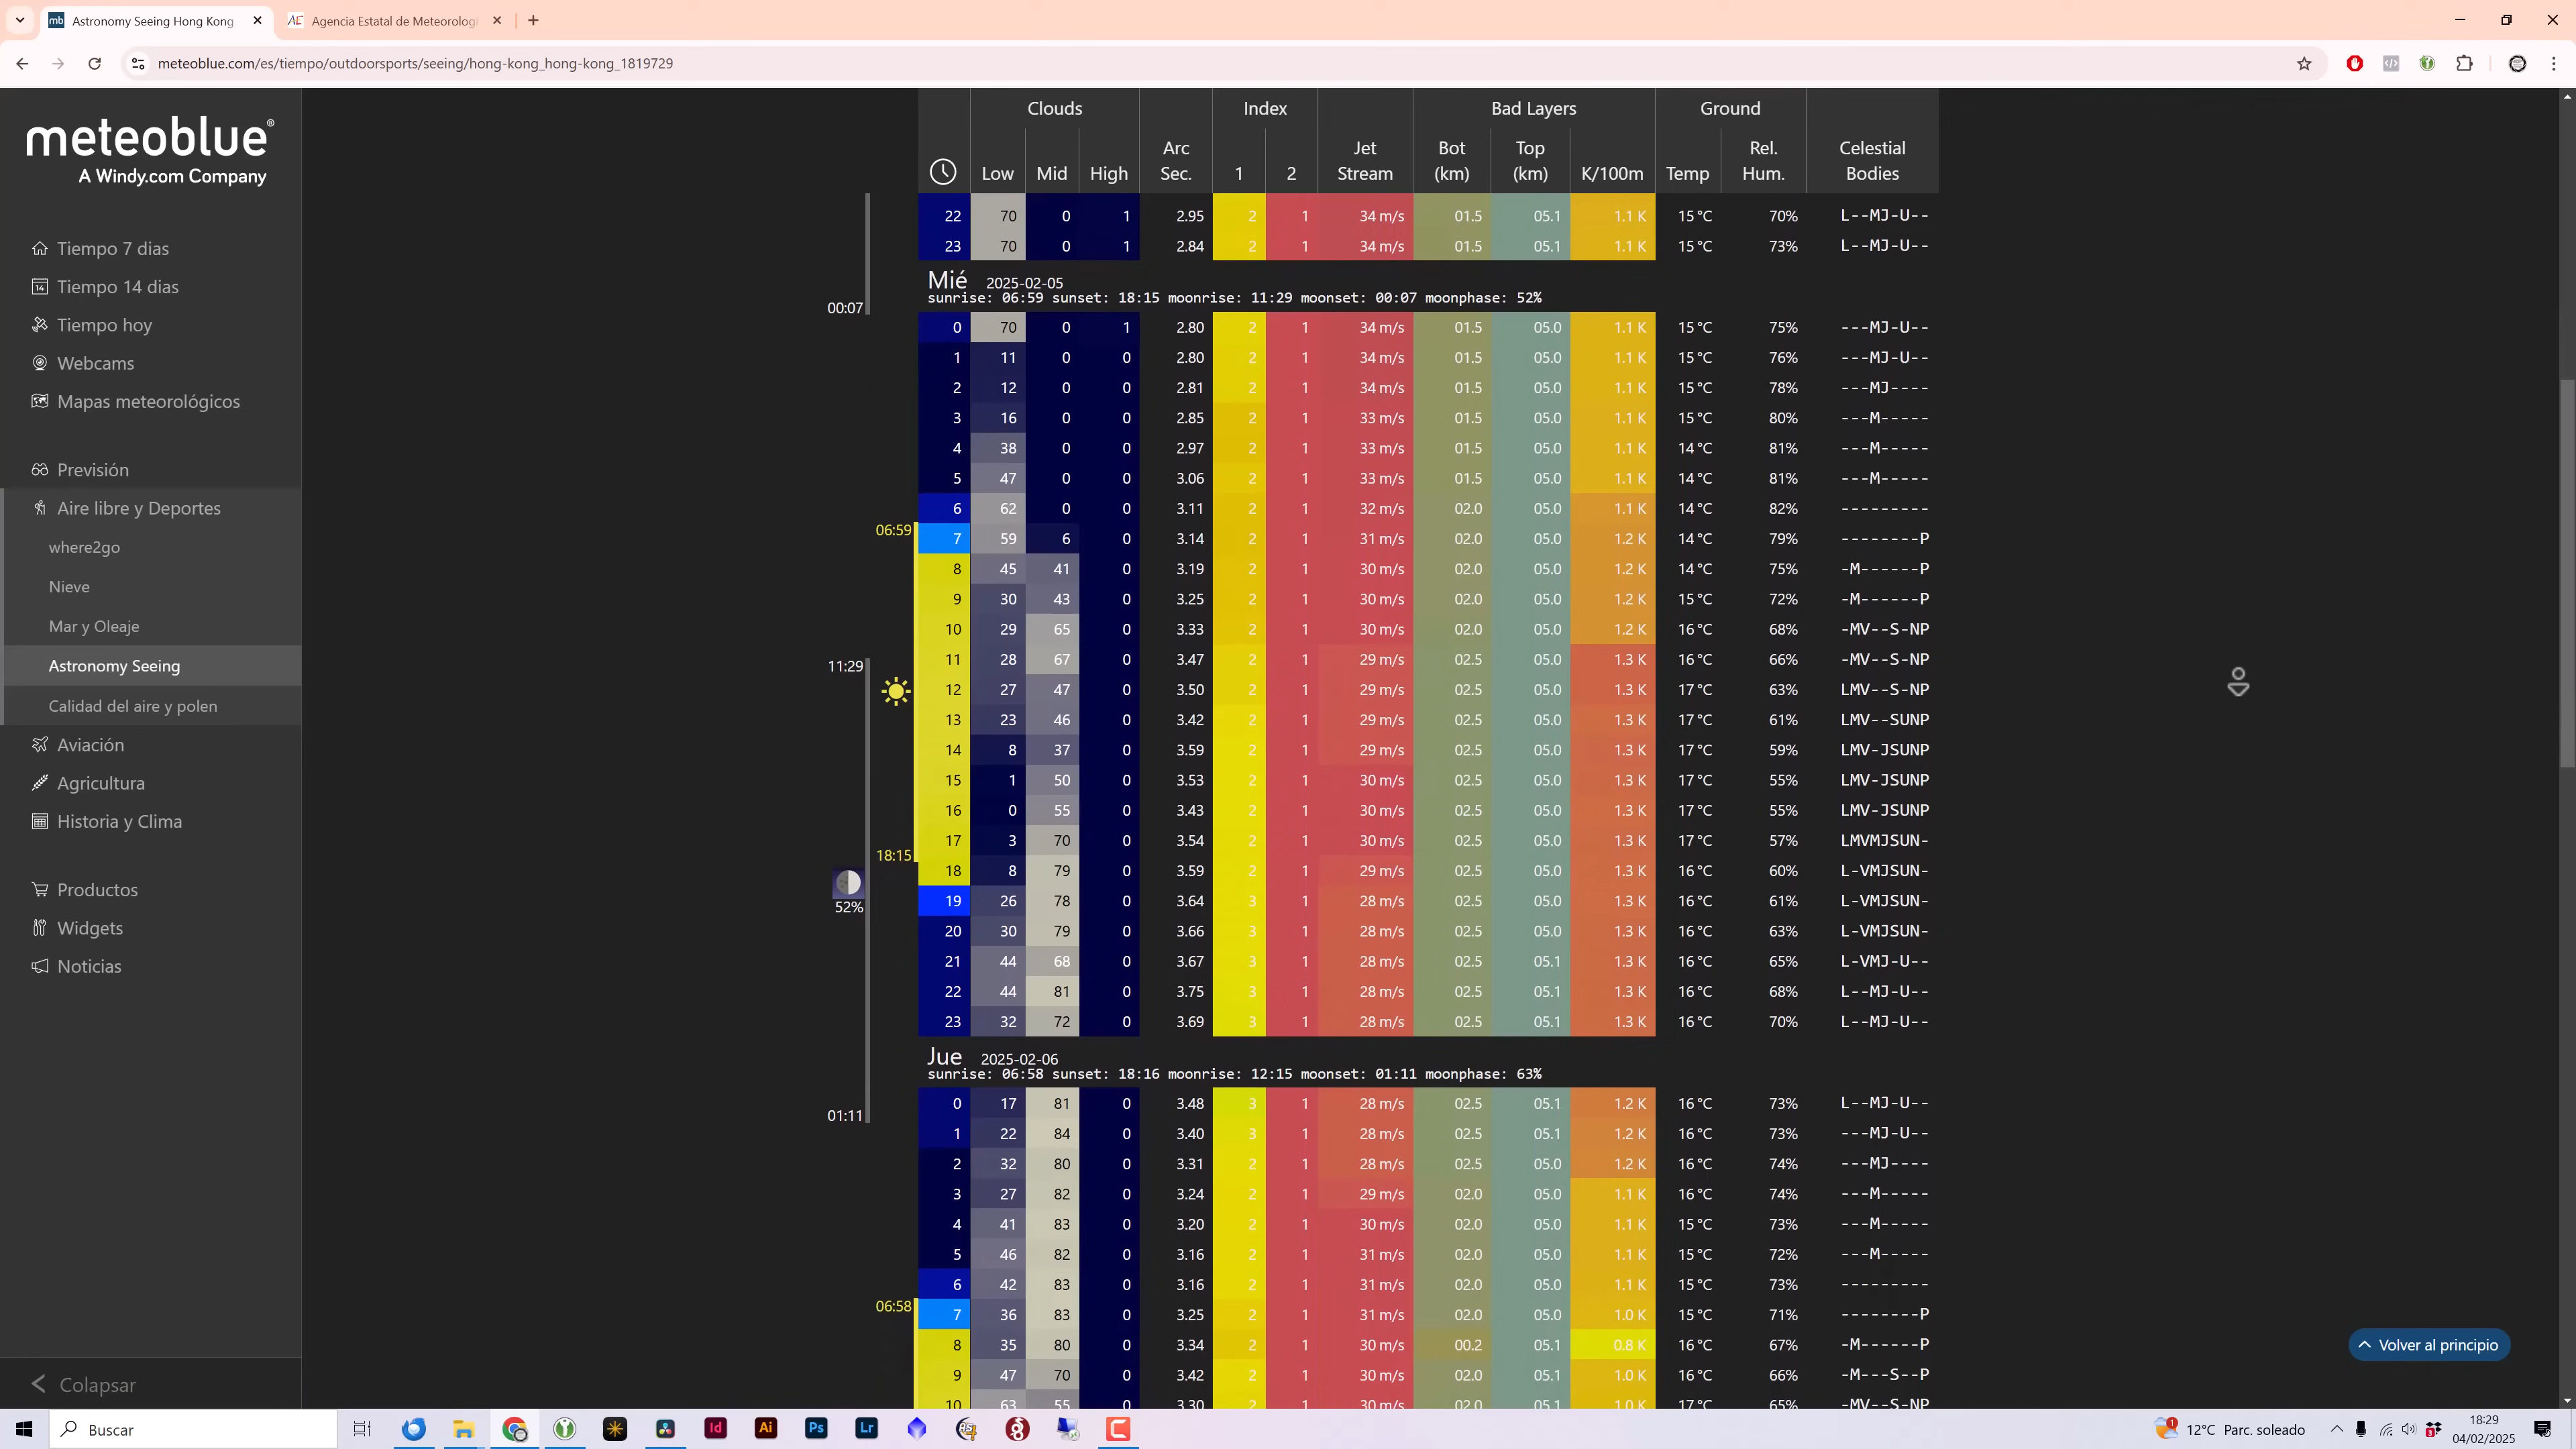 Astronomy Seeing Hong Kong
Agencia Estatal de Meteorologí
meteoblue.com/es/tiempo/outdoorsports/seeing/hong-kong_hong-kong_1819729
meteoblue®
A Windy.com Company
Tiempo 7 dias
Tiempo 14 dias
Tiempo hoy
Webcams
Mapas meteorológicos
Previsión
Aire libre y Deportes
where2go
Nieve
Mar y Oleaje
Astronomy Seeing
Calidad del aire y polen
Aviación
Agricultura
Historia y Clima
Productos
Widgets
Noticias
Colapsar
Clouds Index Bad Layers Ground
Low Mid High Arc Sec. 1 2 Jet Stream Bot (km) Top (km) K/100m Temp Rel. Hum. Celestial Bodies
22 70 0 1 2.95 2 1 34 m/s 01.5 05.1 1.1 K 15 °C 70% L--MJ-U--
23 70 0 1 2.84 2 1 34 m/s 01.5 05.1 1.1 K 15 °C 73% L--MJ-U--
Mié 2025-02-05
00:07 sunrise: 06:59 sunset: 18:15 moonrise: 11:29 moonset: 00:07 moonphase: 52%
0 70 0 1 2.80 2 1 34 m/s 01.5 05.0 1.1 K 15 °C 75% ---MJ-U--
1 11 0 0 2.80 2 1 34 m/s 01.5 05.0 1.1 K 15 °C 76% ---MJ-U--
2 12 0 0 2.81 2 1 34 m/s 01.5 05.0 1.1 K 15 °C 78% ---MJ----
3 16 0 0 2.85 2 1 33 m/s 01.5 05.0 1.1 K 15 °C 80% ---M-----
4 38 0 0 2.97 2 1 33 m/s 01.5 05.0 1.1 K 14 °C 81% ---M-----
5 47 0 0 3.06 2 1 33 m/s 01.5 05.0 1.1 K 14 °C 81% ---M-----
6 62 0 0 3.11 2 1 32 m/s 02.0 05.0 1.1 K 14 °C 82% ---------
06:59 7 59 6 0 3.14 2 1 31 m/s 02.0 05.0 1.2 K 14 °C 79% --------P
8 45 41 0 3.19 2 1 30 m/s 02.0 05.0 1.2 K 14 °C 75% -M------P
9 30 43 0 3.25 2 1 30 m/s 02.0 05.0 1.2 K 15 °C 72% -M------P
10 29 65 0 3.33 2 1 30 m/s 02.0 05.0 1.2 K 16 °C 68% -MV--S-NP
11:29 11 28 67 0 3.47 2 1 29 m/s 02.5 05.0 1.3 K 16 °C 66% -MV--S-NP
12 27 47 0 3.50 2 1 29 m/s 02.5 05.0 1.3 K 17 °C 63% LMV--S-NP
13 23 46 0 3.42 2 1 29 m/s 02.5 05.0 1.3 K 17 °C 61% LMV--SUNP
14 8 37 0 3.59 2 1 29 m/s 02.5 05.0 1.3 K 17 °C 59% LMV-JSUNP
15 1 50 0 3.53 2 1 30 m/s 02.5 05.0 1.3 K 17 °C 55% LMV-JSUNP
16 0 55 0 3.43 2 1 30 m/s 02.5 05.0 1.3 K 17 °C 55% LMV-JSUNP
17 3 70 0 3.54 2 1 30 m/s 02.5 05.0 1.3 K 17 °C 57% LMVMJSUN-
18:15 18 8 79 0 3.59 2 1 29 m/s 02.5 05.0 1.3 K 16 °C 60% L-VMJSUN-
52% 19 26 78 0 3.64 3 1 28 m/s 02.5 05.0 1.3 K 16 °C 61% L-VMJSUN-
20 30 79 0 3.66 3 1 28 m/s 02.5 05.0 1.3 K 16 °C 63% L-VMJSUN-
21 44 68 0 3.67 3 1 28 m/s 02.5 05.1 1.3 K 16 °C 65% L-VMJ-U--
22 44 81 0 3.75 3 1 28 m/s 02.5 05.1 1.3 K 16 °C 68% L--MJ-U--
23 32 72 0 3.69 3 1 28 m/s 02.5 05.1 1.3 K 16 °C 70% L--MJ-U--
Jue 2025-02-06
sunrise: 06:58 sunset: 18:16 moonrise: 12:15 moonset: 01:11 moonphase: 63%
0 17 81 0 3.48 3 1 28 m/s 02.5 05.1 1.2 K 16 °C 73% L--MJ-U--
01:11 1 22 84 0 3.40 3 1 28 m/s 02.5 05.1 1.2 K 16 °C 73% ---MJ-U--
2 32 80 0 3.31 3 1 28 m/s 02.5 05.0 1.2 K 16 °C 74% ---MJ----
3 27 82 0 3.24 2 1 29 m/s 02.0 05.0 1.1 K 16 °C 74% ---M-----
4 41 83 0 3.20 2 1 30 m/s 02.0 05.0 1.1 K 15 °C 73% ---M-----
5 46 82 0 3.16 2 1 31 m/s 02.0 05.0 1.1 K 15 °C 72% ---M-----
6 42 83 0 3.16 2 1 31 m/s 02.0 05.0 1.1 K 15 °C 73% ---------
06:58 7 36 83 0 3.25 2 1 31 m/s 02.0 05.0 1.0 K 15 °C 71% --------P
8 35 80 0 3.34 2 1 30 m/s 00.2 05.1 0.8 K 16 °C 67% -M------P
9 47 70 0 3.42 2 1 30 m/s 02.0 05.0 1.0 K 16 °C 66% -M---S--P
10 63 55 0 3.30 2 1 30 m/s 02.0 05.0 1.0 K 17 °C 65% -MV--S-NP
Volver al principio
Buscar
12°C Parc. soleado
18:29
04/02/2025